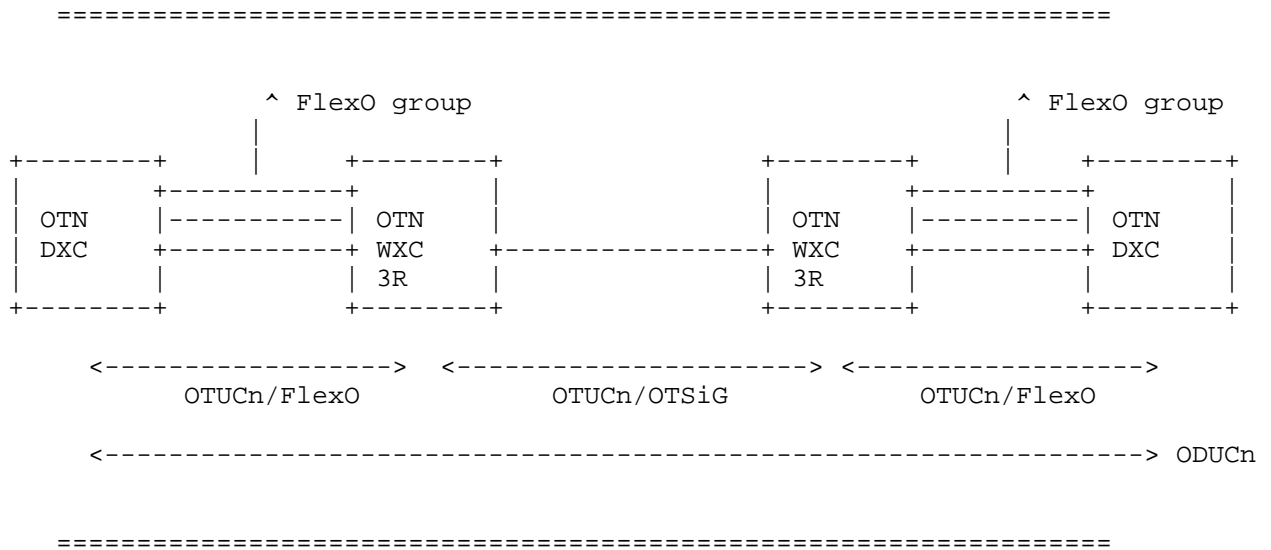 =================================================================
^ FlexO group ^ FlexO group
| |
+--------+ | +--------+ +--------+ | +--------+
| +-----------+ | | +----------+ |
| OTN |-----------| OTN | | OTN |----------| OTN |
| DXC +-----------+ WXC +----------------+ WXC +----------+ DXC |
| | | 3R | | 3R | | |
+--------+ +--------+ +--------+ +--------+
<------------------> <----------------------> <------------------>
OTUCn/FlexO OTUCn/OTSiG OTUCn/FlexO
<-----------------------------------------------------------------> ODUCn
=================================================================